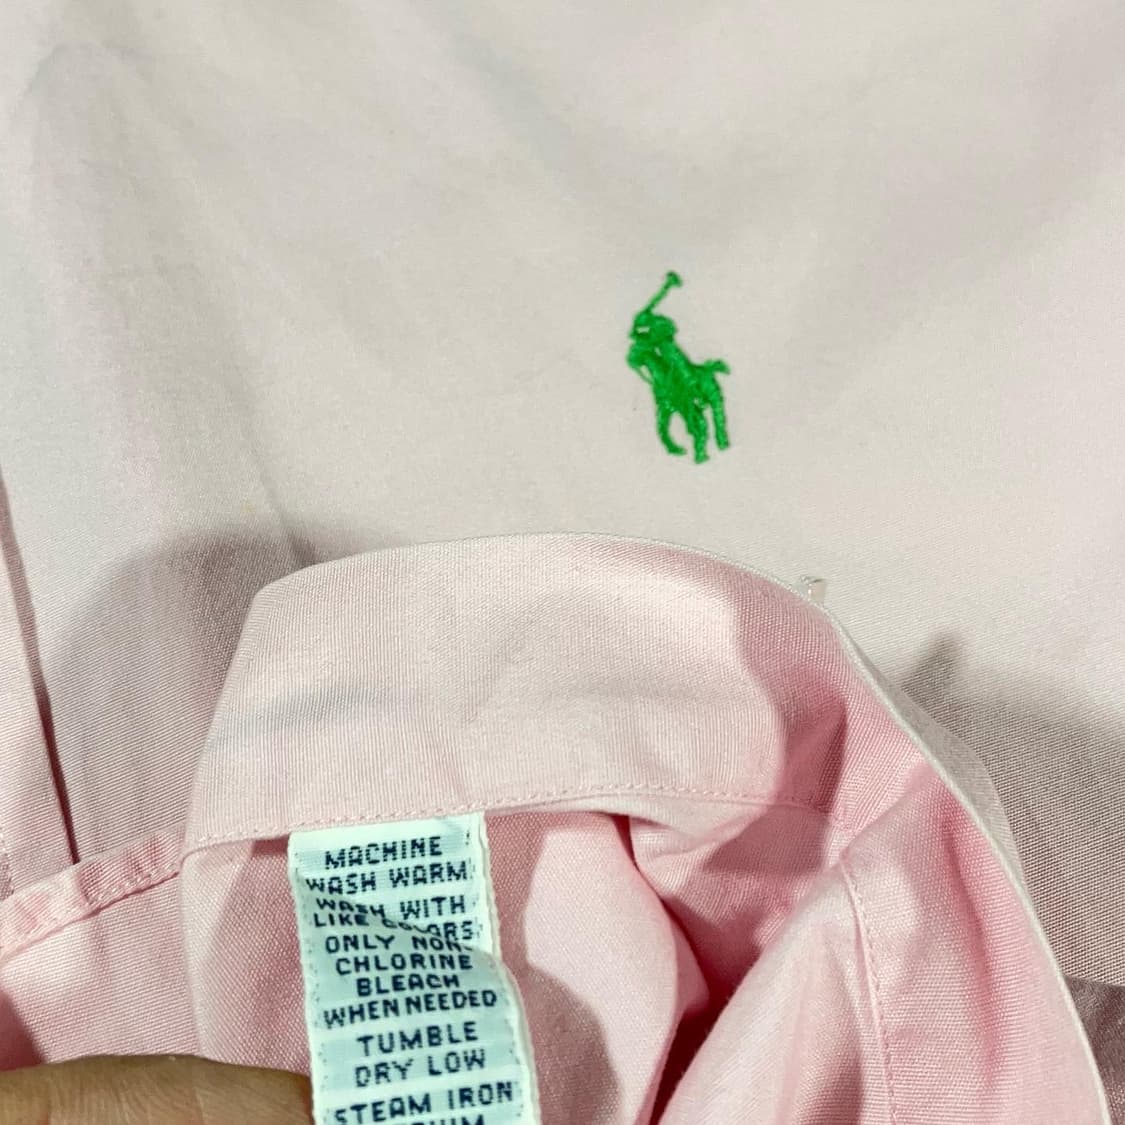 MACHINE
WASH WARM
WASH WITH
LIKE COLORS
ONLY NON
CHLORINE
BLEACH
WHEN NEEDED
TUMBLE
DRY LOW
STEAM IRON